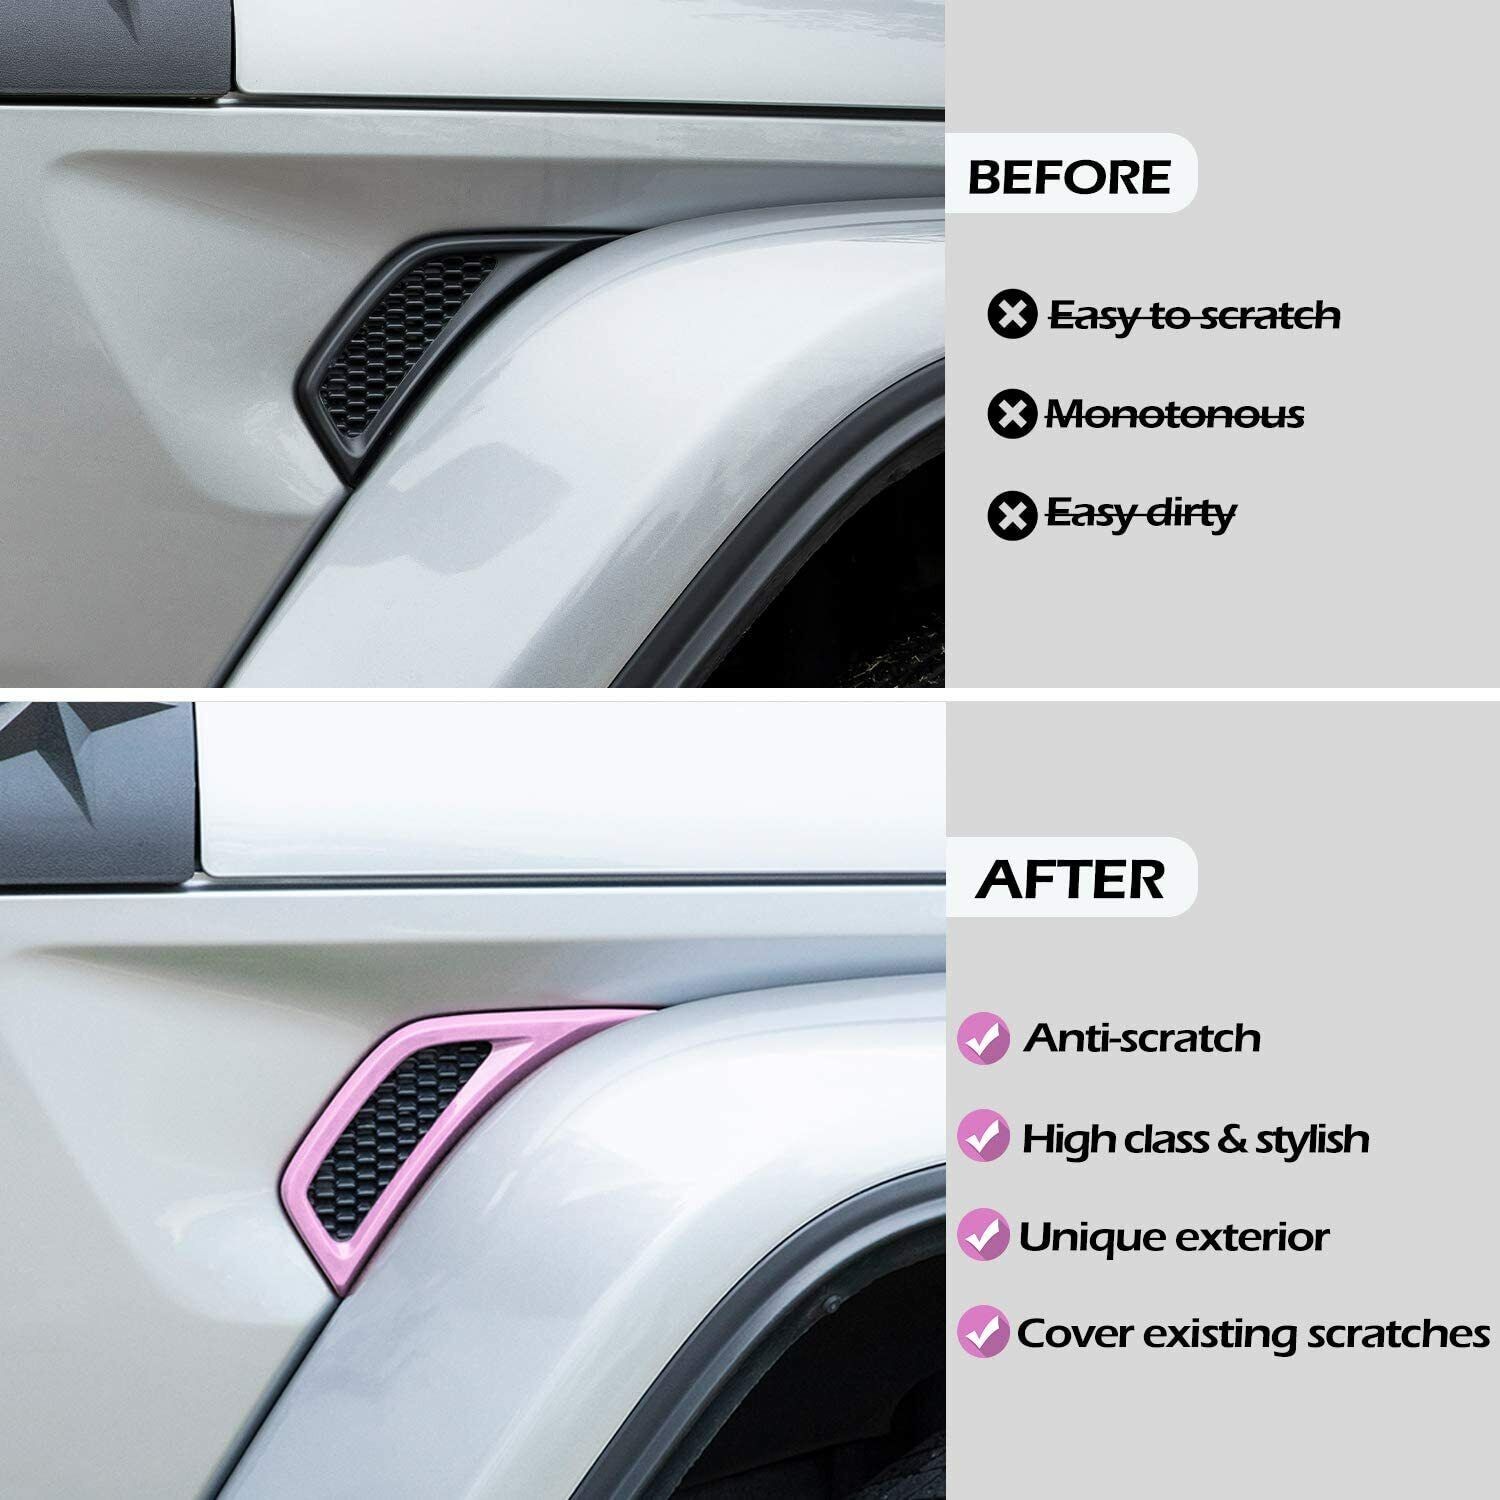 BEFORE
Easy to scratch
Monotonous
Easy dirty
AFTER
Anti-scratch
High class & stylish
Unique exterior
Cover existing scratches